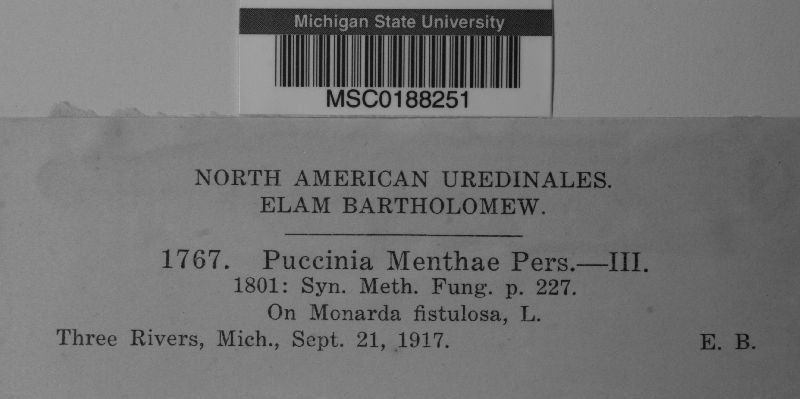 Michigan State University
MSC0188251
NORTH AMERICAN UREDINALES.
ELAM BARTHOLOMEW.
1767. Puccinia Menthae Pers.—III.
1801: Syn. Meth. Fung. p. 227.
On Monarda fistulosa, L.
Three Rivers, Mich., Sept. 21, 1917. E. B.